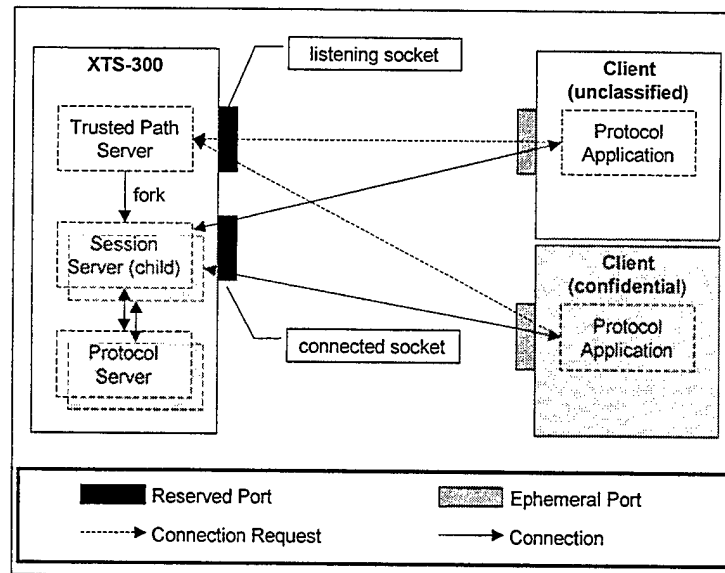 XTS-300
listening socket
Client
(unclassified)
Trusted Path
Server
Protocol
Application
fork
Session
Server (child)
Client
(confidential)
Protocol
Server
connected socket
Protocol
Application
Reserved Port
Ephemeral Port
Connection Request
Connection